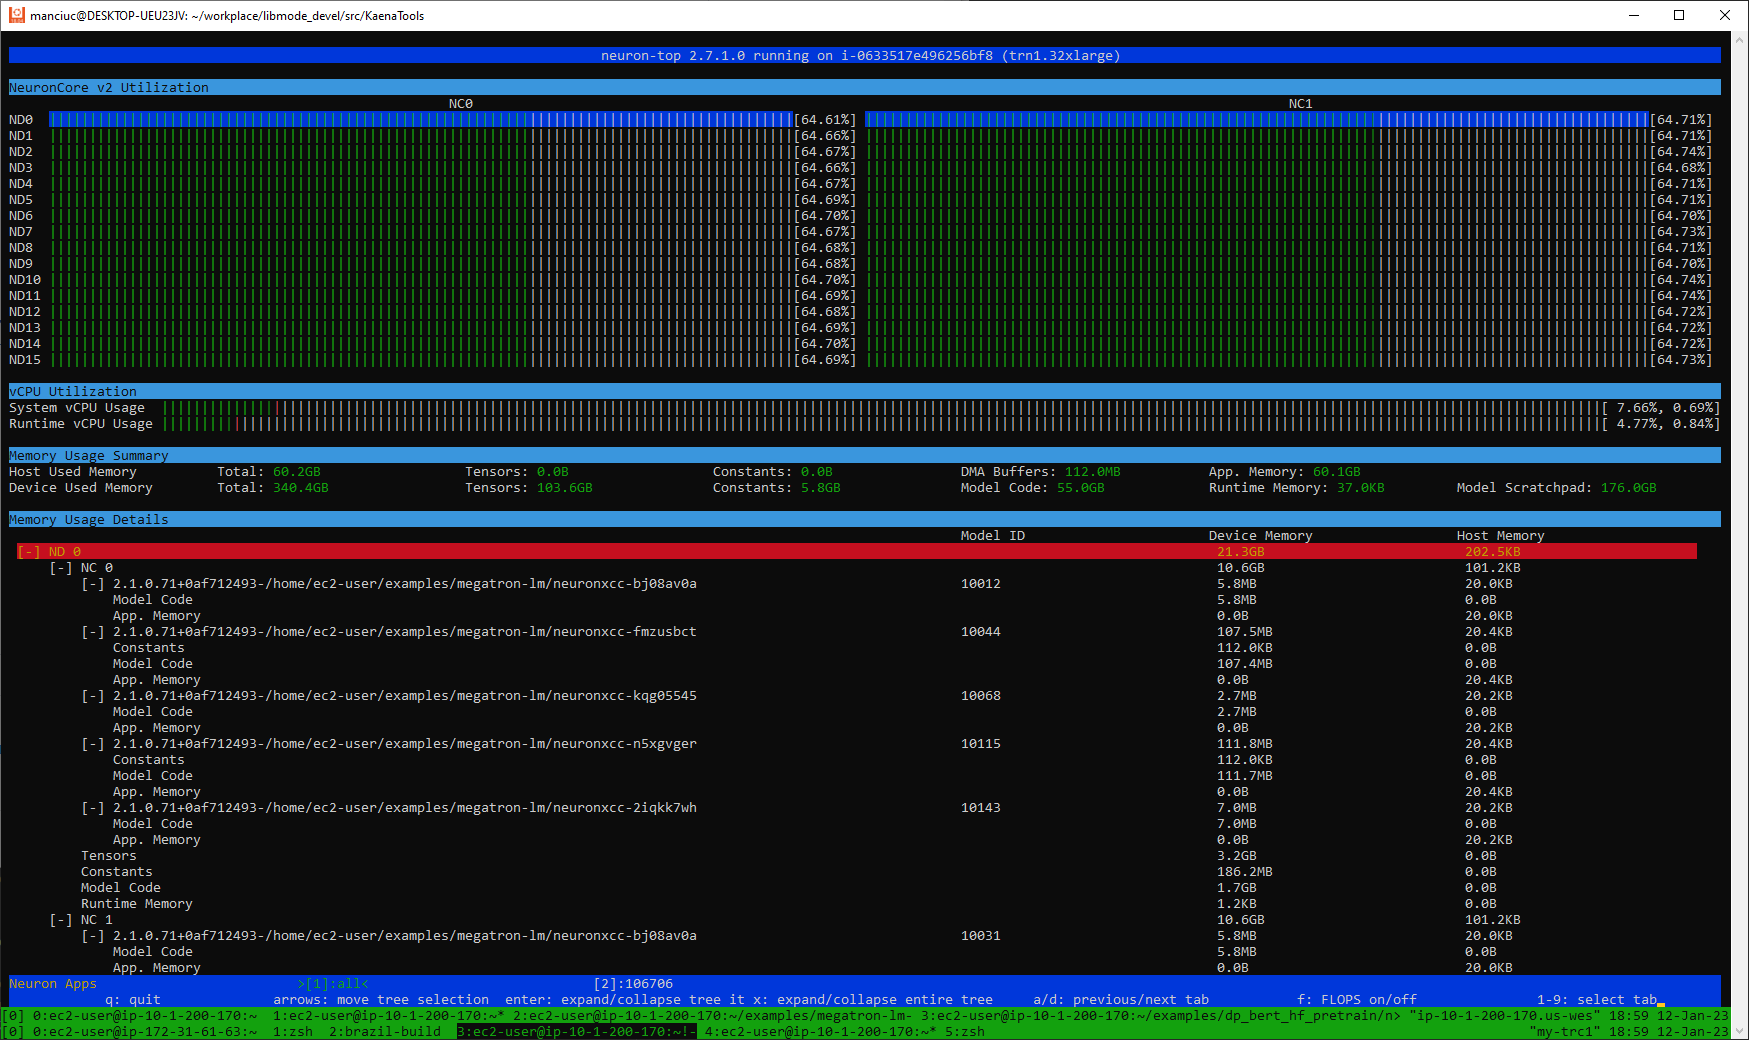 manciuc@DESKTOP-UEU23JV: ~/workplace/libmode_devel/src/KaenaTools
neuron-top 2.7.1.0 running on i-0633517e496256bf8 (trn1.32xlarge)
NeuronCore v2 Utilization
NC0 NC1
ND0 [64.61%] [64.71%]
ND1 [64.66%] [64.71%]
ND2 [64.67%] [64.74%]
ND3 [64.66%] [64.68%]
ND4 [64.67%] [64.71%]
ND5 [64.69%] [64.71%]
ND6 [64.70%] [64.70%]
ND7 [64.67%] [64.73%]
ND8 [64.68%] [64.71%]
ND9 [64.68%] [64.70%]
ND10 [64.70%] [64.74%]
ND11 [64.69%] [64.74%]
ND12 [64.68%] [64.72%]
ND13 [64.69%] [64.72%]
ND14 [64.70%] [64.72%]
ND15 [64.69%] [64.73%]
vCPU Utilization
System vCPU Usage [ 7.66%, 0.69%]
Runtime vCPU Usage [ 4.77%, 0.84%]
Memory Usage Summary
Host Used Memory Total: 60.2GB Tensors: 0.0B Constants: 0.0B DMA Buffers: 112.0MB App. Memory: 60.1GB
Device Used Memory Total: 340.4GB Tensors: 103.6GB Constants: 5.8GB Model Code: 55.0GB Runtime Memory: 37.0KB Model Scratchpad: 176.0GB
Memory Usage Details
Model ID Device Memory Host Memory
[-] ND 0 21.3GB 202.5KB
[-] NC 0 10.6GB 101.2KB
[-] 2.1.0.71+0af712493-/home/ec2-user/examples/megatron-lm/neuronxcc-bj08av0a 10012 5.8MB 20.0KB
Model Code 5.8MB 0.0B
App. Memory 0.0B 20.0KB
[-] 2.1.0.71+0af712493-/home/ec2-user/examples/megatron-lm/neuronxcc-fmzusbct 10044 107.5MB 20.4KB
Constants 112.0KB 0.0B
Model Code 107.4MB 0.0B
App. Memory 0.0B 20.4KB
[-] 2.1.0.71+0af712493-/home/ec2-user/examples/megatron-lm/neuronxcc-kqg05545 10068 2.7MB 20.2KB
Model Code 2.7MB 0.0B
App. Memory 0.0B 20.2KB
[-] 2.1.0.71+0af712493-/home/ec2-user/examples/megatron-lm/neuronxcc-n5xgvger 10115 111.8MB 20.4KB
Constants 112.0KB 0.0B
Model Code 111.7MB 0.0B
App. Memory 0.0B 20.4KB
[-] 2.1.0.71+0af712493-/home/ec2-user/examples/megatron-lm/neuronxcc-2iqkk7wh 10143 7.0MB 20.2KB
Model Code 7.0MB 0.0B
App. Memory 0.0B 20.2KB
Tensors 3.2GB 0.0B
Constants 186.2MB 0.0B
Model Code 1.7GB 0.0B
Runtime Memory 1.2KB 0.0B
[-] NC 1 10.6GB 101.2KB
[-] 2.1.0.71+0af712493-/home/ec2-user/examples/megatron-lm/neuronxcc-bj08av0a 10031 5.8MB 20.0KB
Model Code 5.8MB 0.0B
App. Memory 0.0B 20.0KB
Neuron Apps >[1]:all< [2]:106706
q: quit arrows: move tree selection enter: expand/collapse tree it x: expand/collapse entire tree a/d: previous/next tab f: FLOPS on/off 1-9: select tab
[0] 0:ec2-user@ip-10-1-200-170:~ 1:ec2-user@ip-10-1-200-170:~* 2:ec2-user@ip-10-1-200-170:~/examples/megatron-lm- 3:ec2-user@ip-10-1-200-170:~/examples/dp_bert_hf_pretrain/n> "ip-10-1-200-170.us-wes" 18:59 12-Jan-23
[0] 0:ec2-user@ip-172-31-61-63:~ 1:zsh 2:brazil-build 3:ec2-user@ip-10-1-200-170:~!- 4:ec2-user@ip-10-1-200-170:~* 5:zsh "my-trc1" 18:59 12-Jan-23